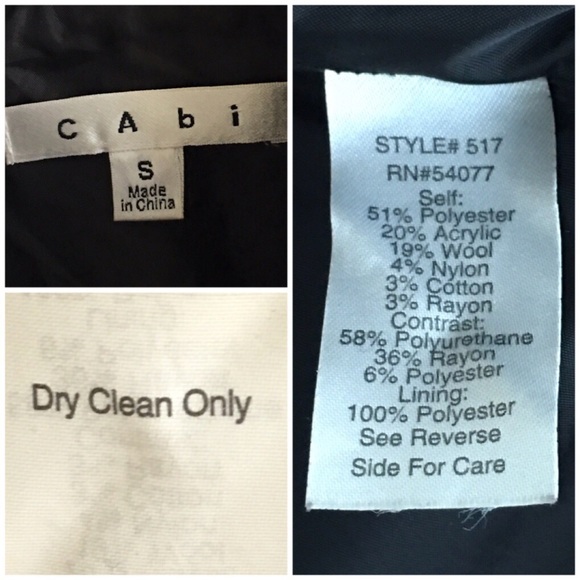 C A b i
S
Made
in China
Dry Clean Only
STYLE# 517
RN#54077
Self:
51% Polyester
20% Acrylic
19% Wool
4% Nylon
3% Cotton
3% Rayon
Contrast:
58% Polyurethane
36% Rayon
6% Polyester
Lining:
100% Polyester
See Reverse
Side For Care